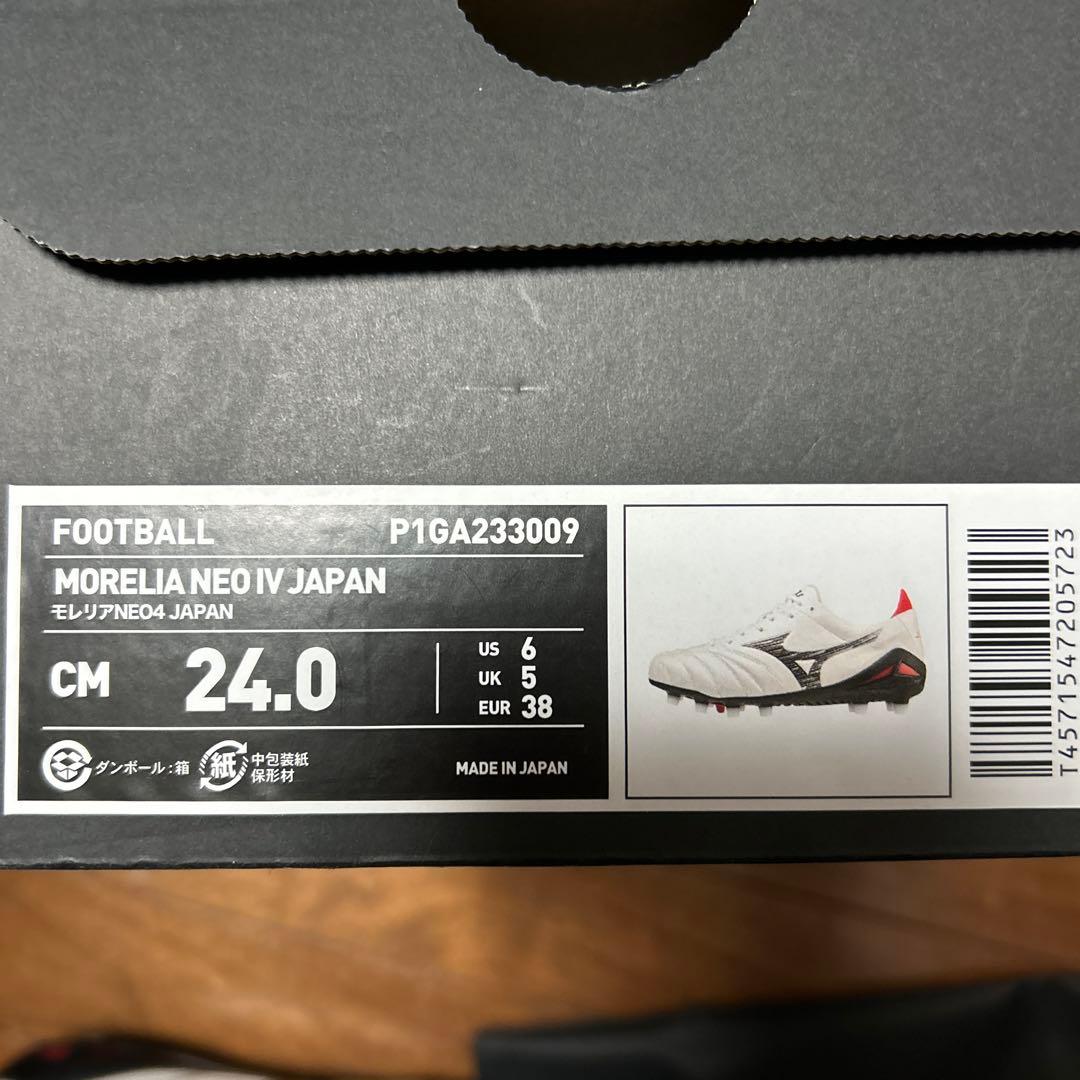 FOOTBALL P1GA233009
MORELIA NEO IV JAPAN
モレリアNEO4 JAPAN
CM 24.0
US 6
UK 5
EUR 38
ダンボール:箱
紙 中包装紙
保形材
MADE IN JAPAN
T457154720572​3